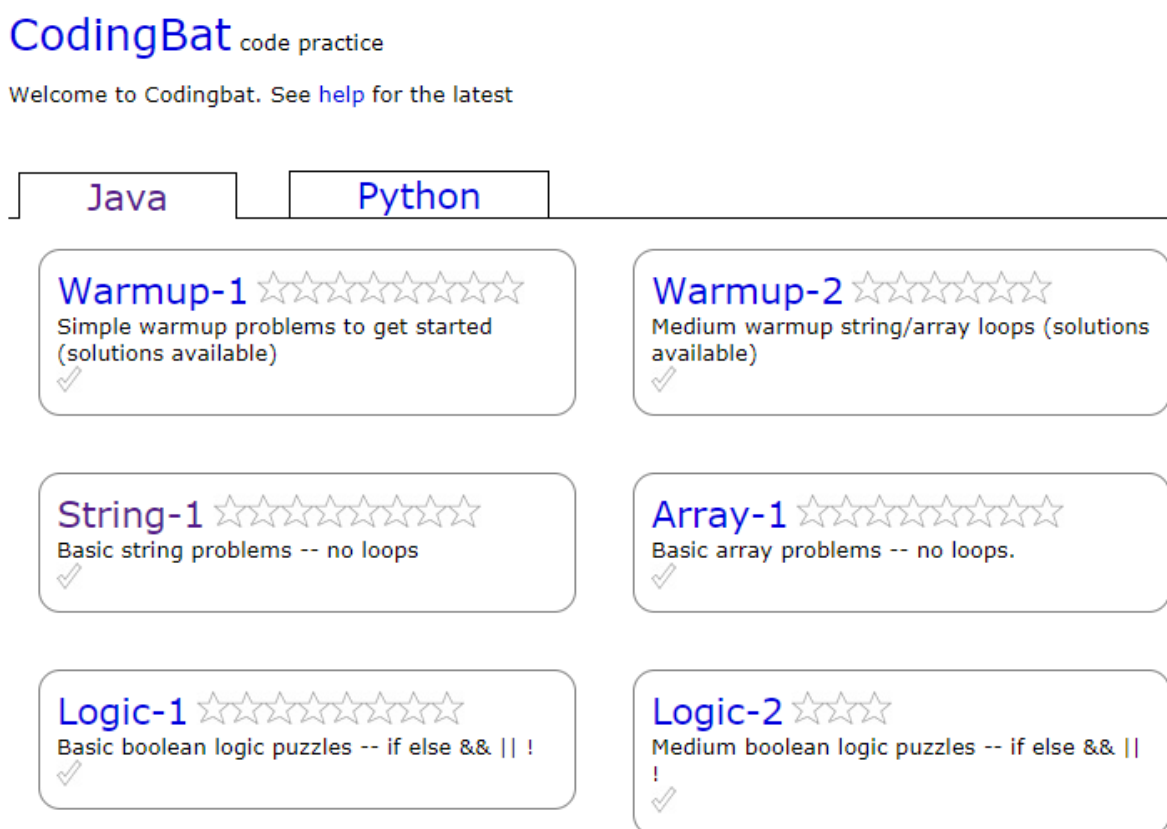 CodingBat code practice
Welcome to Codingbat. See help for the latest
Java Python
Warmup-1
Simple warmup problems to get started
(solutions available)
Warmup-2
Medium warmup string/array loops (solutions
available)
String-1
Basic string problems -- no loops
Array-1
Basic array problems -- no loops.
Logic-1
Basic boolean logic puzzles -- if else && || !
Logic-2
Medium boolean logic puzzles -- if else && ||
!